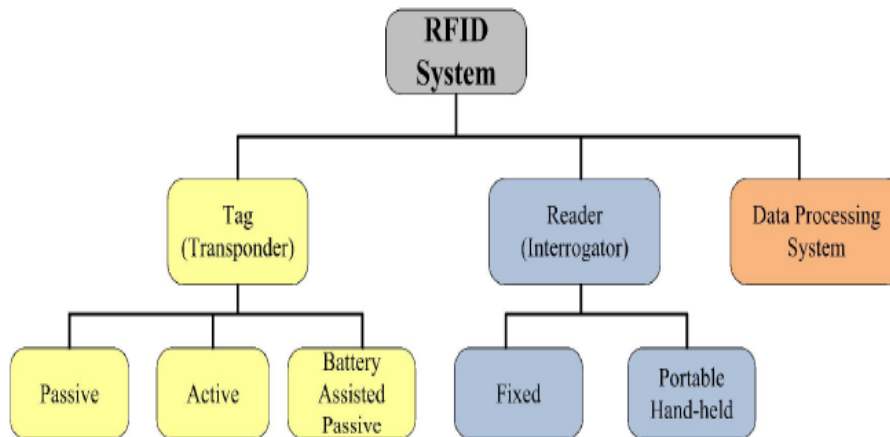 RFID
System
Tag
(Transponder)
Reader
(Interrogator)
Data Processing
System
Passive
Active
Battery
Assisted
Passive
Fixed
Portable
Hand-held